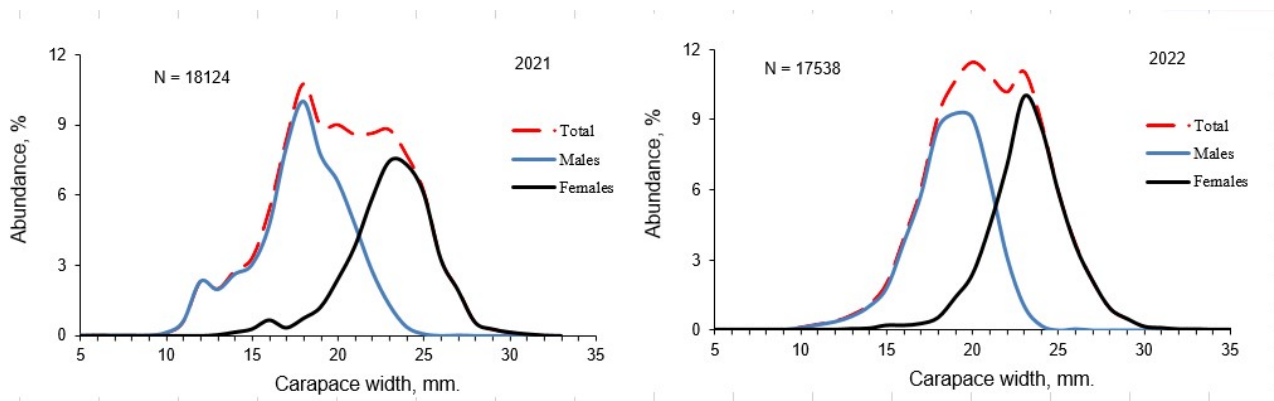 12
N = 18124
2021
9
Total
Males
6
Females
3
0
5 10 15 20 25 30 35
Abundance, %
Carapace width, mm.
12
N = 17538
2022
9
Total
Males
6
Females
3
0
5 10 15 20 25 30 35
Abundance, %
Carapace width, mm.